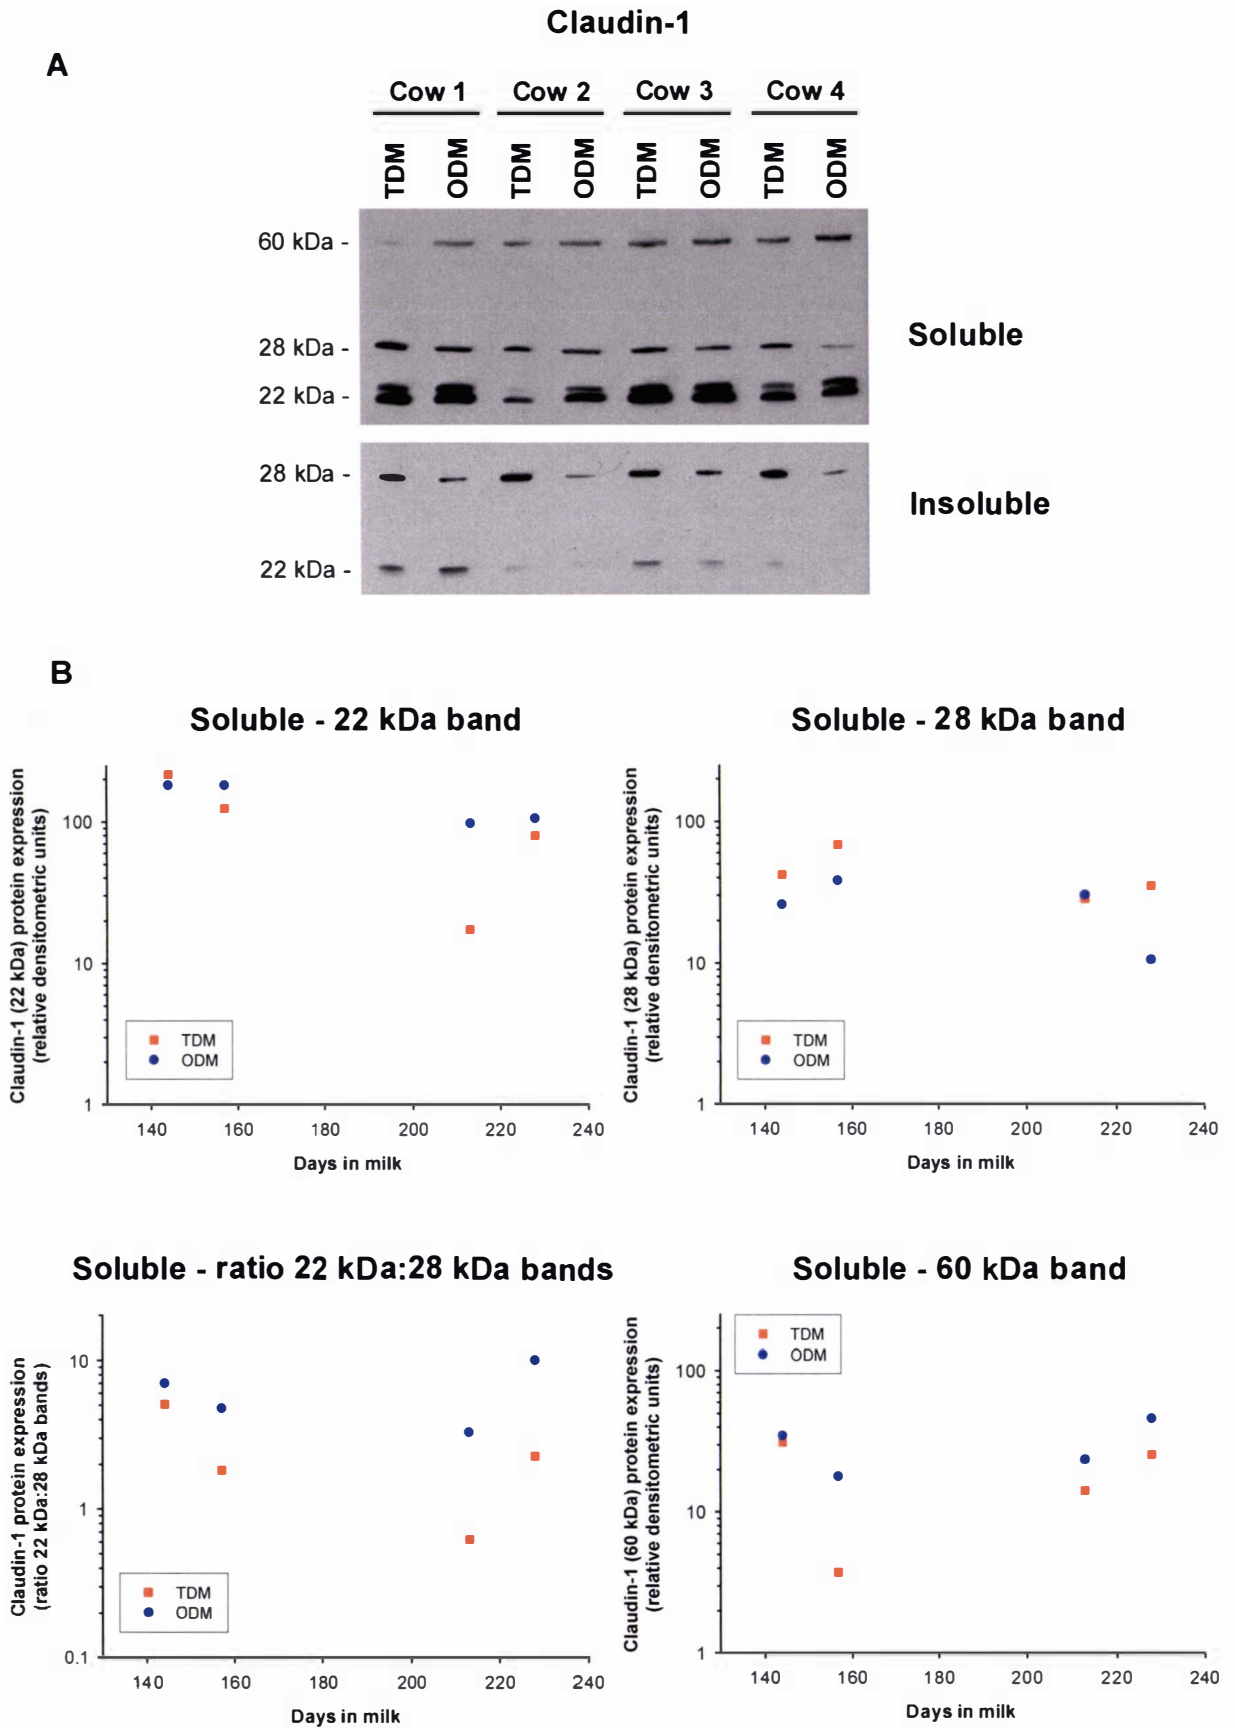 Claudin-1
A
Cow 1 Cow 2 Cow 3 Cow 4
TDM ODM TDM ODM TDM ODM TDM ODM
60 kDa -
28 kDa -
22 kDa -
Soluble
28 kDa -
22 kDa -
Insoluble
B
Soluble - 22 kDa band
Claudin-1 (22 kDa) protein expression
(relative densitometric units)
100
10
1
TDM
ODM
140 160 180 200 220 240
Days in milk
Soluble - 28 kDa band
Claudin-1 (28 kDa) protein expression
(relative densitometric units)
100
10
1
TDM
ODM
140 160 180 200 220 240
Days in milk
Soluble - ratio 22 kDa:28 kDa bands
Claudin-1 protein expression
(ratio 22 kDa:28 kDa bands)
10
1
0.1
TDM
ODM
140 160 180 200 220 240
Days in milk
Soluble - 60 kDa band
Claudin-1 (60 kDa) protein expression
(relative densitometric units)
TDM
ODM
100
10
1
140 160 180 200 220 240
Days in milk